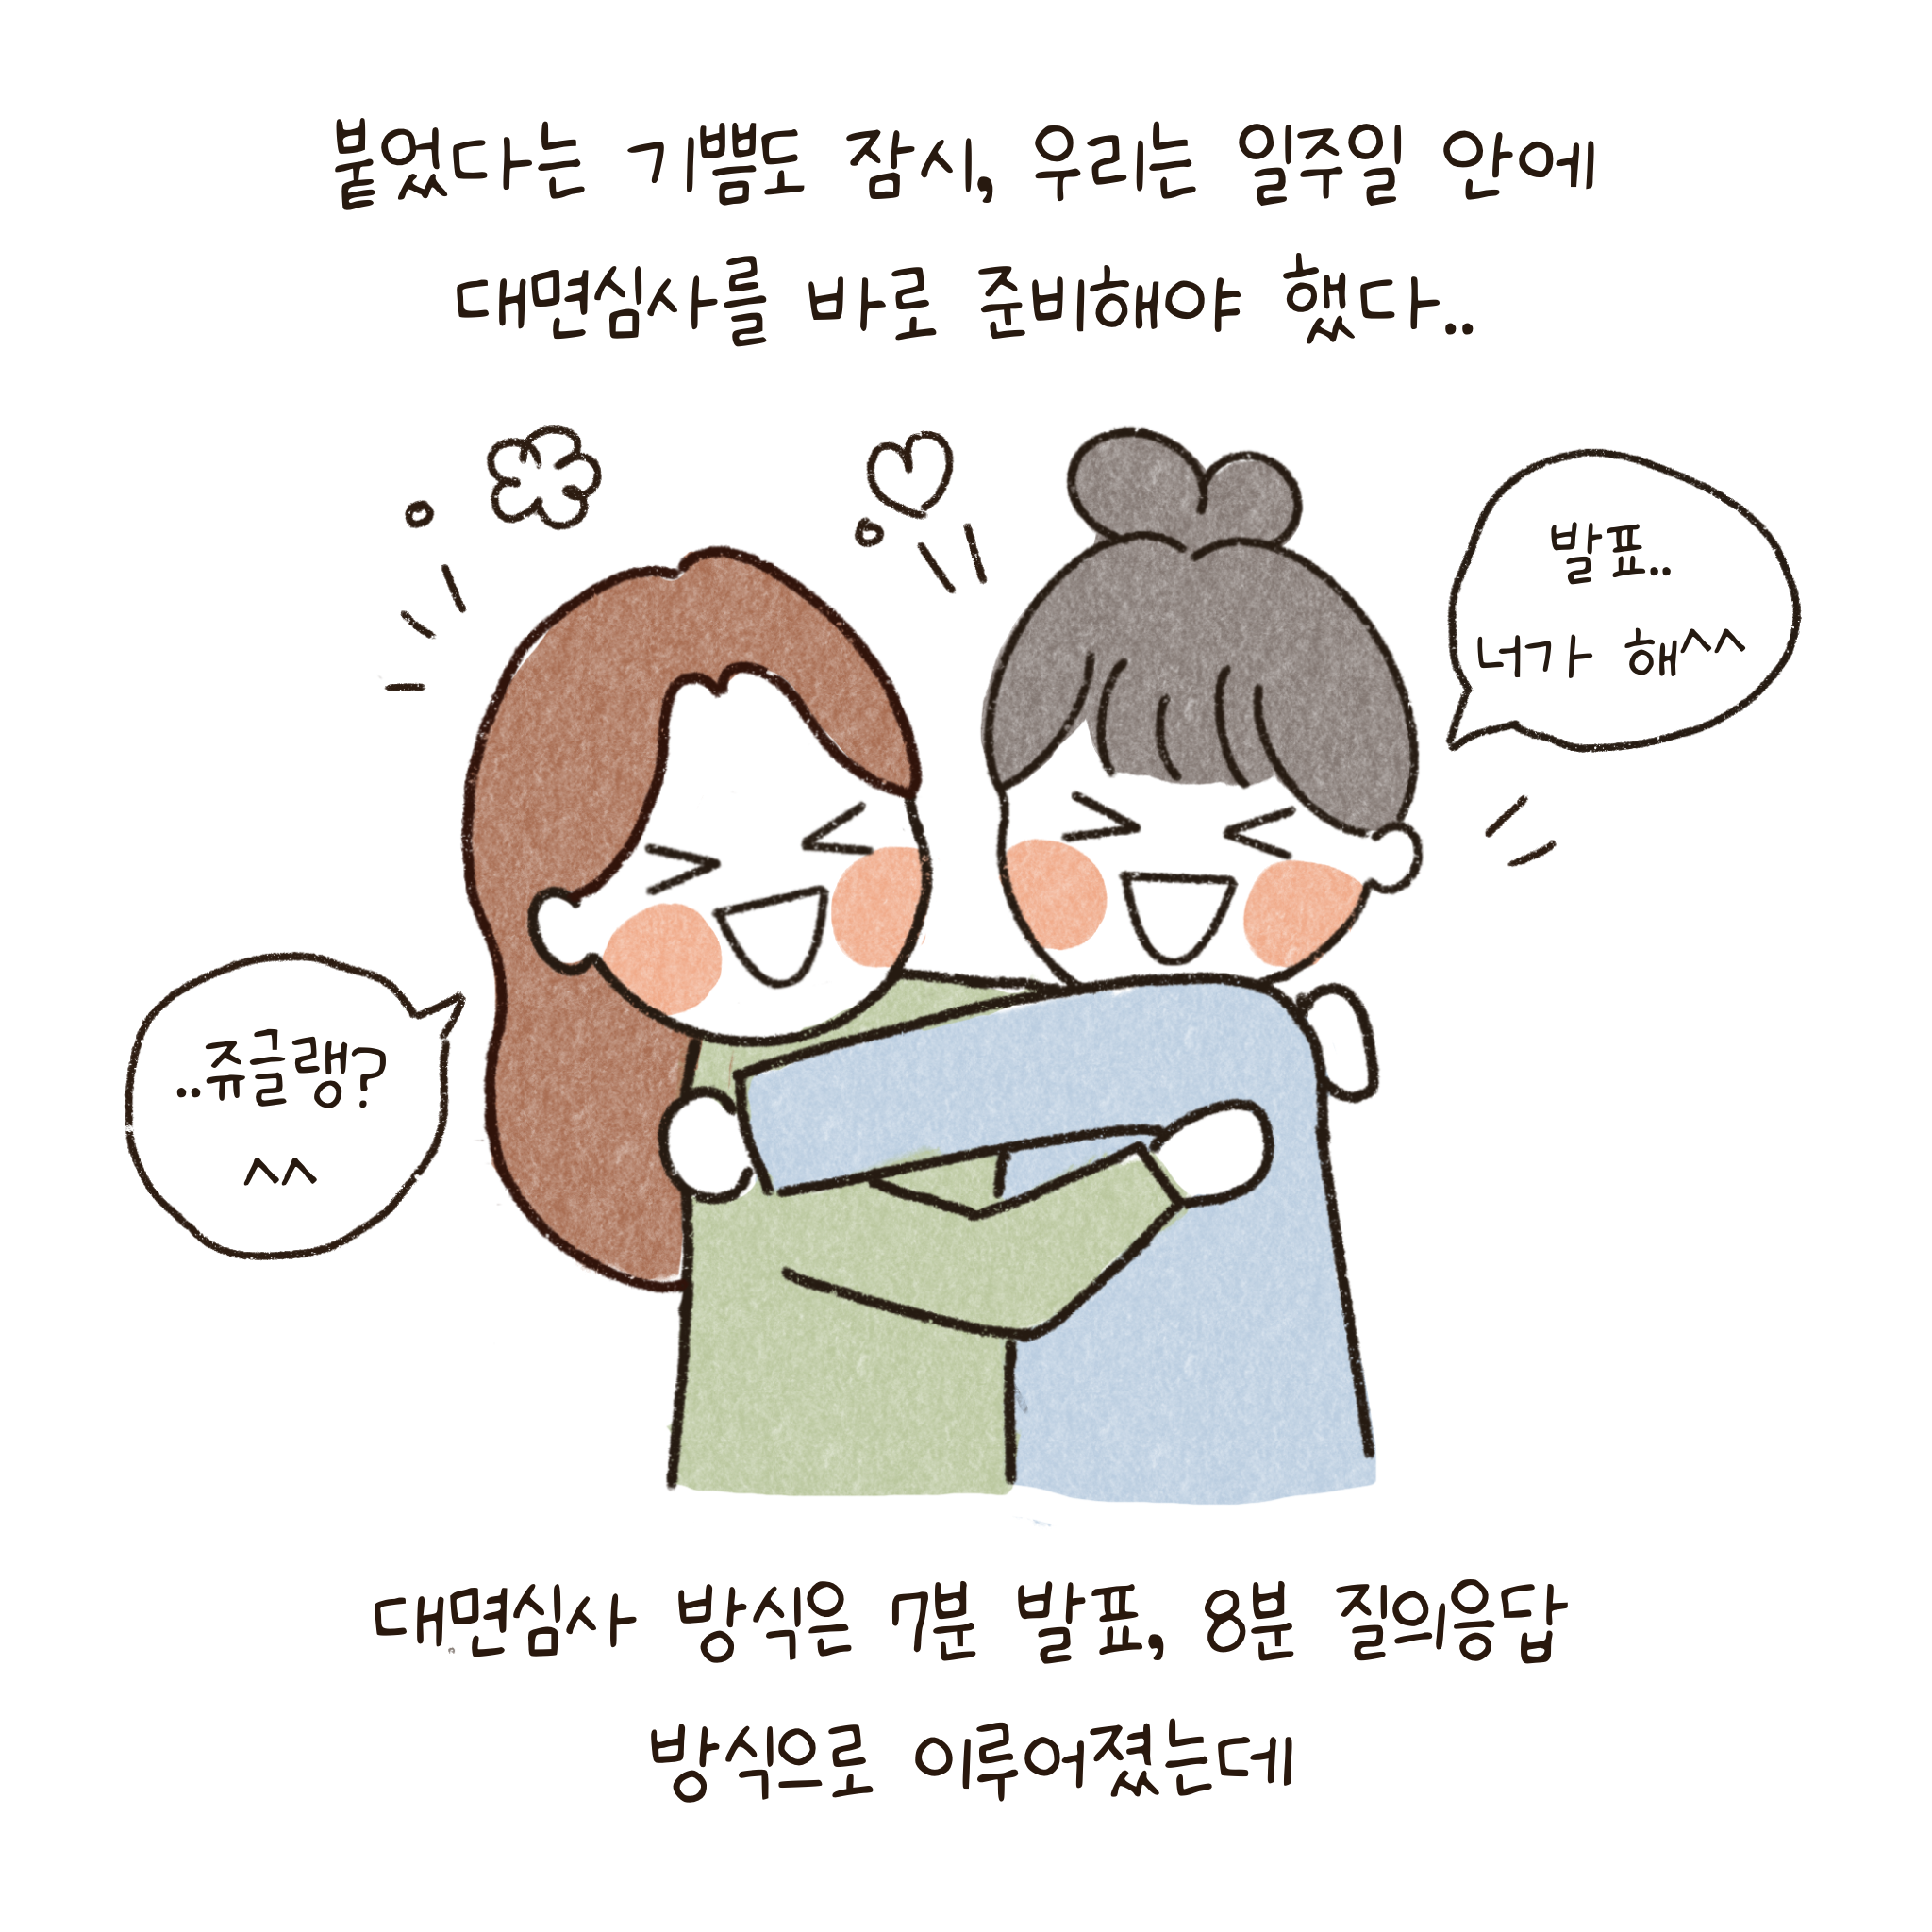 붙었다는 기쁨도 잠시, 우리는 일주일 안에
대면심사를 바로 준비해야 했다..
발표..
너가 해^^
..쥬글랭?
^^
대면심사 방식은 7분 발표, 8분 질의응답
방식으로 이루어졌는데